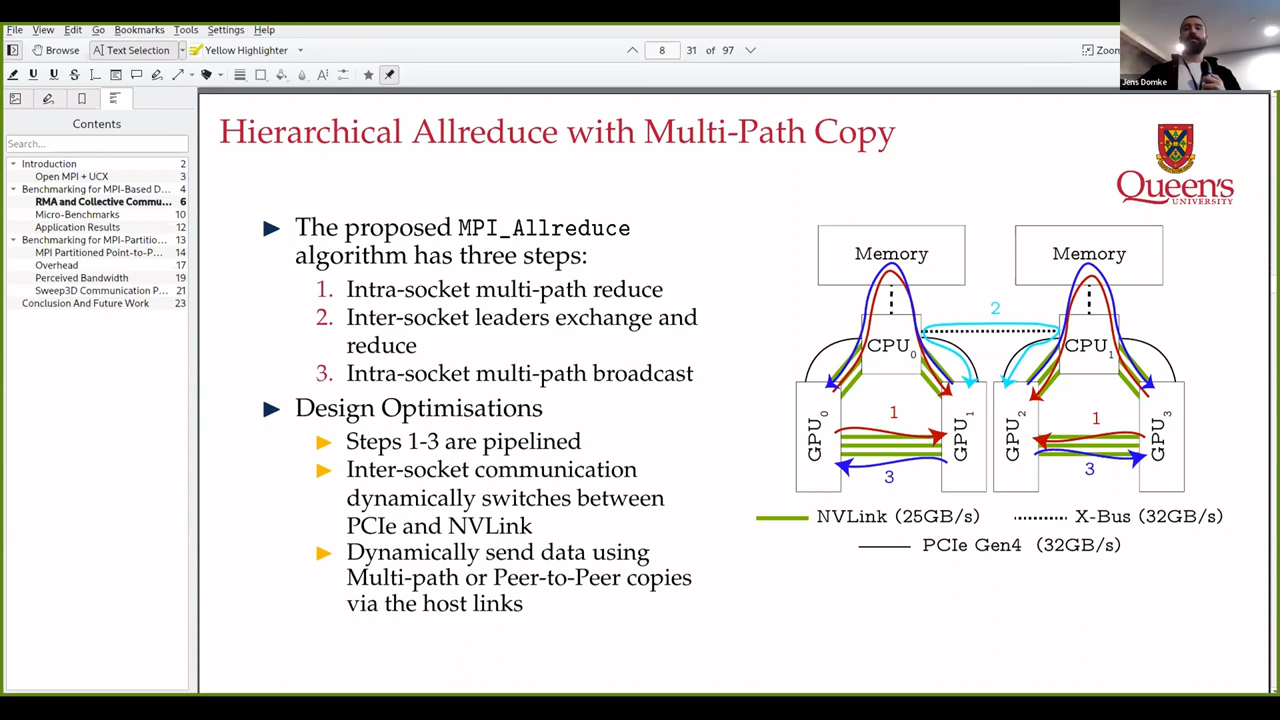 File View Edit Go Bookmarks Tools Settings Help
Browse Text Selection Yellow Highlighter 8 31 of 97 Zoom
Jens Domke
Contents
Search...
Introduction 2
Open MPI + UCX 3
Benchmarking for MPI-Based D... 4
RMA and Collective Commu... 6
Micro-Benchmarks 10
Application Results 12
Benchmarking for MPI-Partitio... 13
MPI Partitioned Point-to-P... 14
Overhead 17
Perceived Bandwidth 19
Sweep3D Communication P... 21
Conclusion And Future Work 23
Hierarchical Allreduce with Multi-Path Copy
Queen's
UNIVERSITY
The proposed MPI_Allreduce
algorithm has three steps:
1. Intra-socket multi-path reduce
2. Inter-socket leaders exchange and
reduce
3. Intra-socket multi-path broadcast
Design Optimisations
Steps 1-3 are pipelined
Inter-socket communication
dynamically switches between
PCIe and NVLink
Dynamically send data using
Multi-path or Peer-to-Peer copies
via the host links
Memory Memory
2
CPU0 CPU1
GPU0 GPU1 GPU2 GPU3
1 1
3 3
NVLink (25GB/s) X-Bus (32GB/s)
PCIe Gen4 (32GB/s)